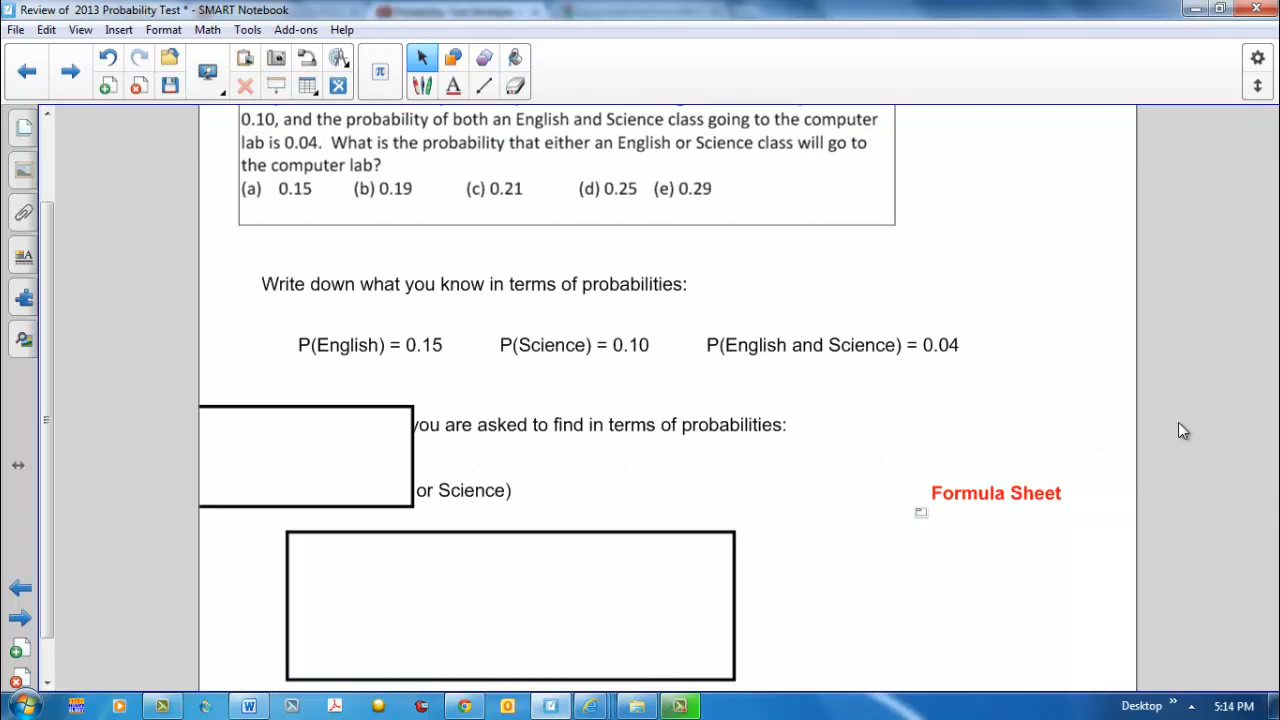 Review of 2013 Probability Test * - SMART Notebook
File Edit View Insert Format Math Tools Add-ons Help
0.10, and the probability of both an English and Science class going to the computer
lab is 0.04. What is the probability that either an English or Science class will go to
the computer lab?
(a) 0.15 (b) 0.19 (c) 0.21 (d) 0.25 (e) 0.29
Write down what you know in terms of probabilities:
P(English) = 0.15 P(Science) = 0.10 P(English and Science) = 0.04
you are asked to find in terms of probabilities:
or Science)
Formula Sheet
Desktop » 5:14 PM